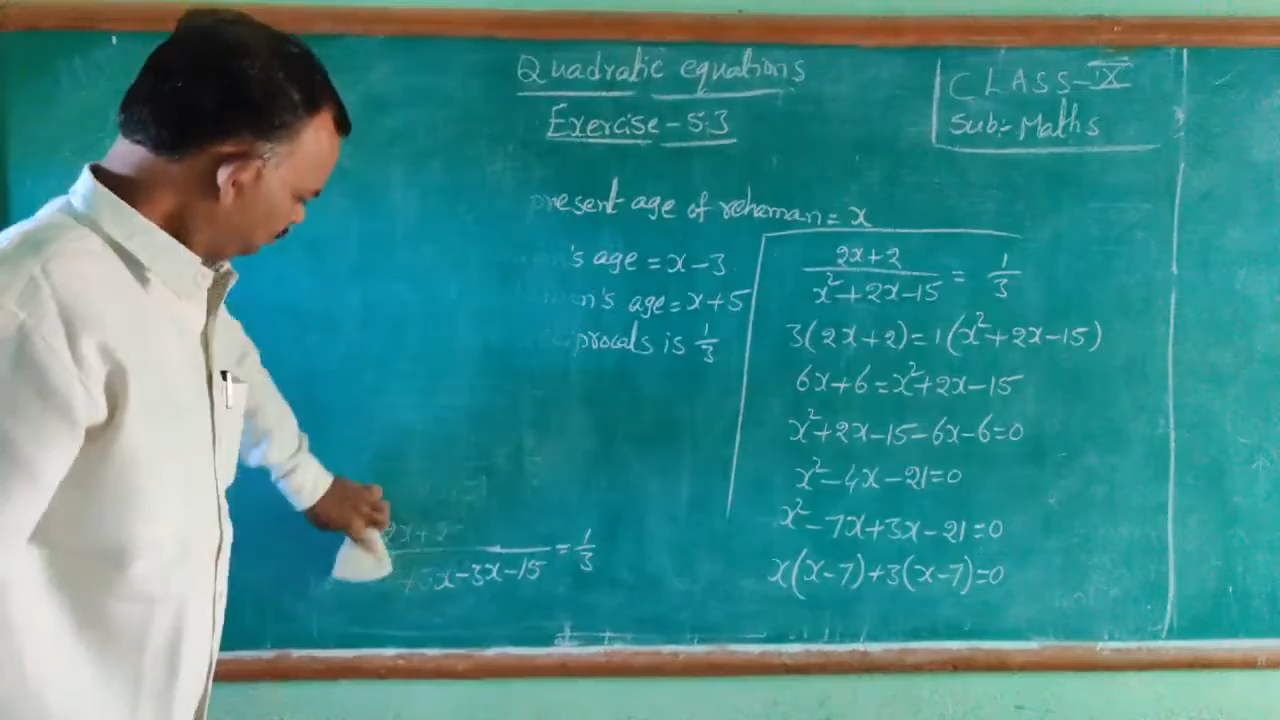 Quadratic equations
Exercise-5.3
CLASS-IX
Sub:- Maths
present age of rehaman = x
's age = x-3
n's age = x+5
procals is 1/3
2x+2/x²+2x-15 = 1/3
3(2x+2)=1(x²+2x-15)
6x+6=x²+2x-15
x²+2x-15-6x-6=0
x²-4x-21=0
x²-7x+3x-21=0
x(x-7)+3(x-7)=0
2x+2/+5x-3x-15 = 1/3